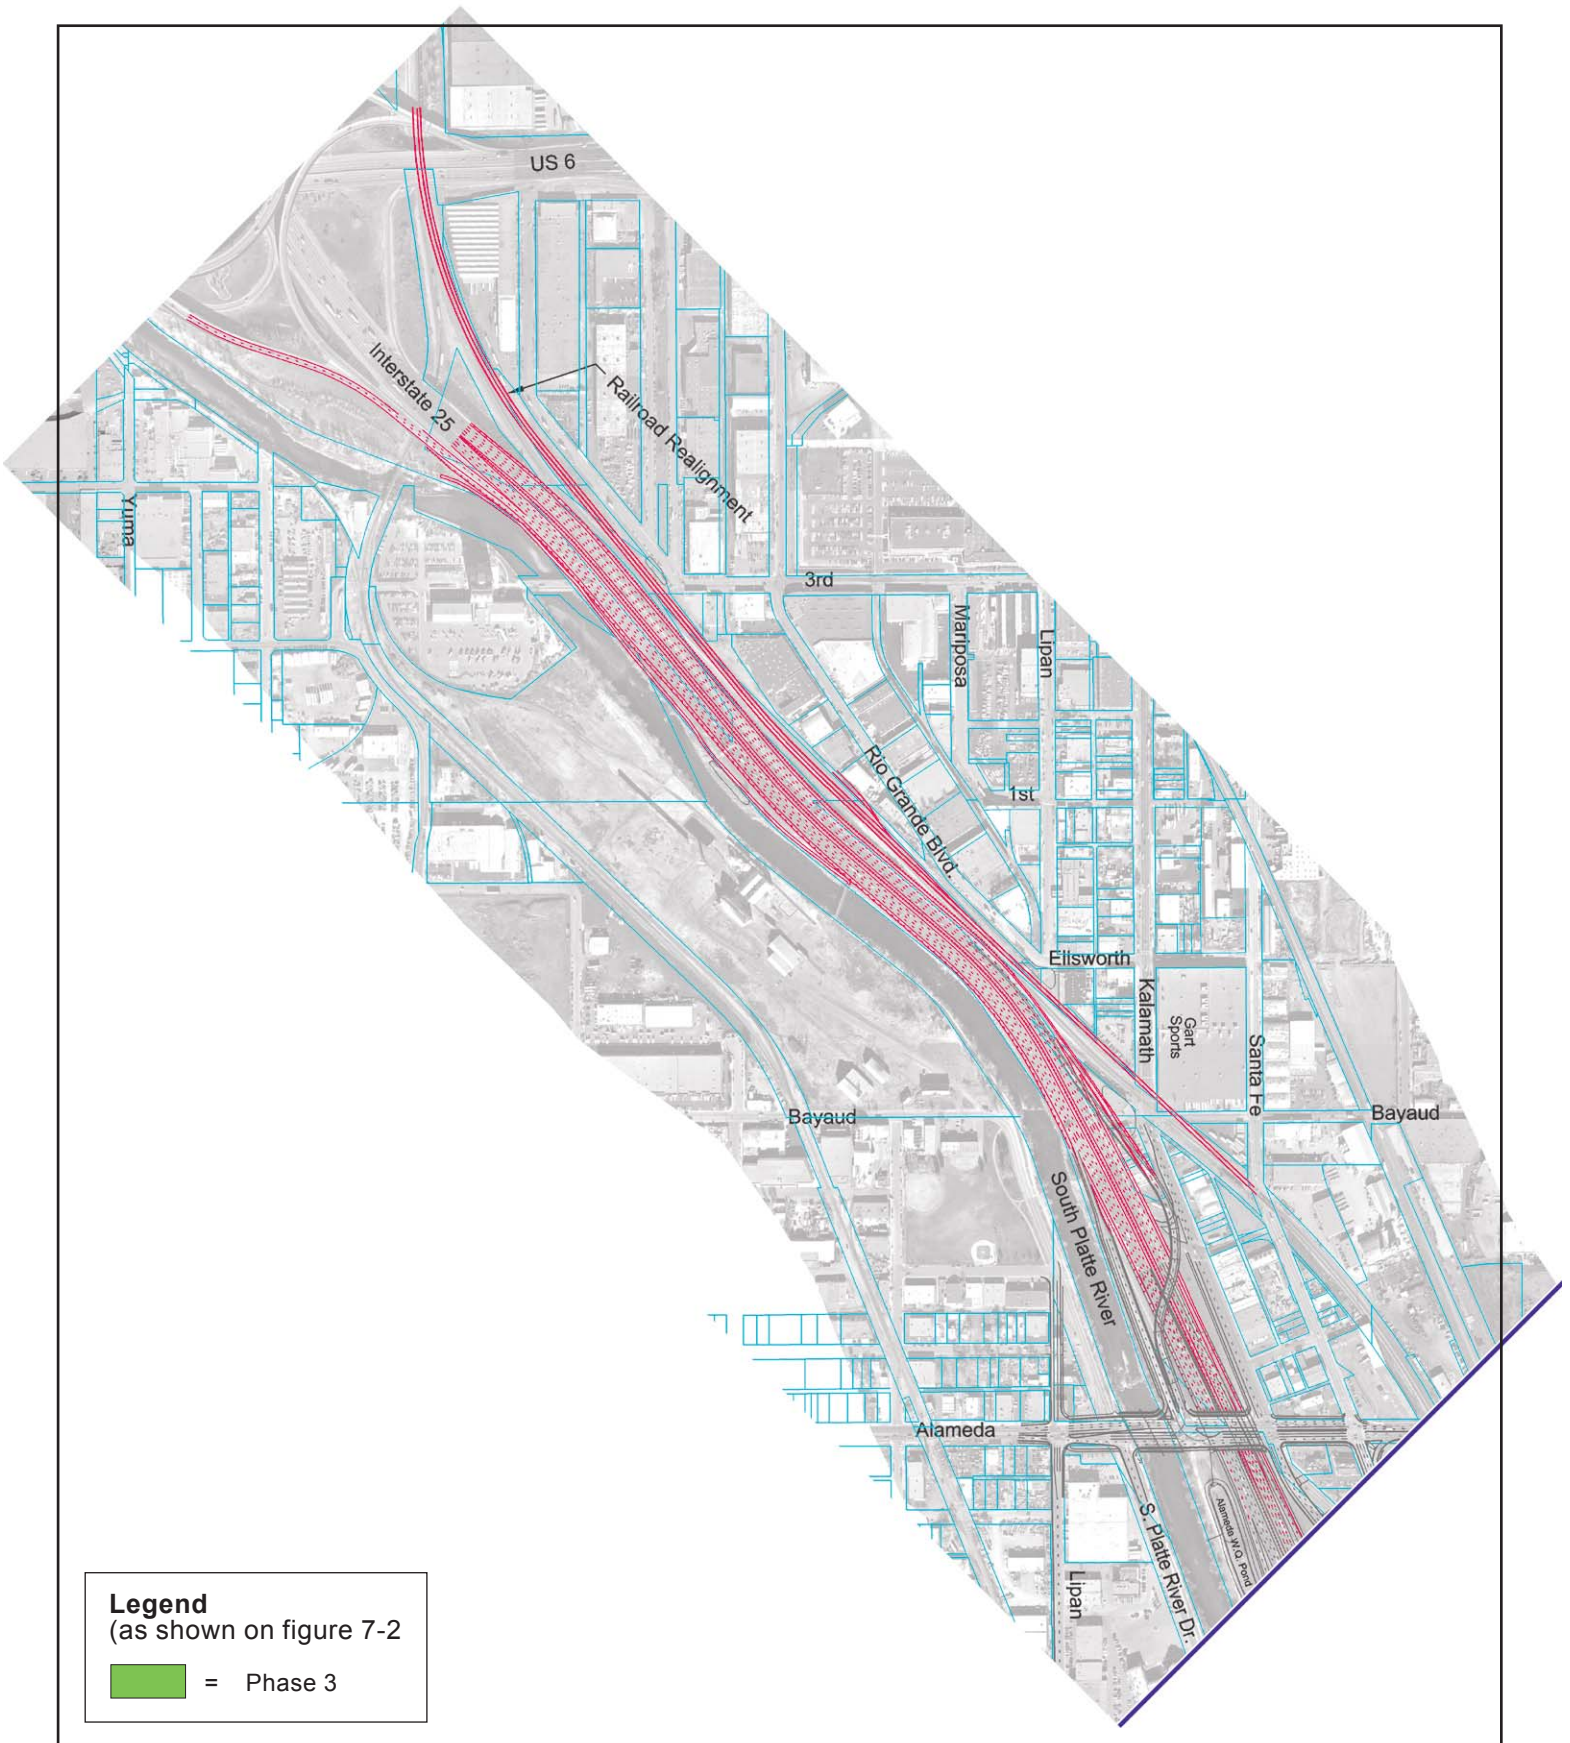 US 6
Interstate 25
Railroad Realignment
Yuma
3rd
Mariposa
Lipan
Rio Grande Blvd.
1st
Ellsworth
Kalamath
Gart
Sports
Santa Fe
Bayaud
Bayaud
South Platte River
Alameda
Alameda W.Q. Pond
S. Platte River Dr.
Lipan
Legend
(as shown on figure 7-2
= Phase 3